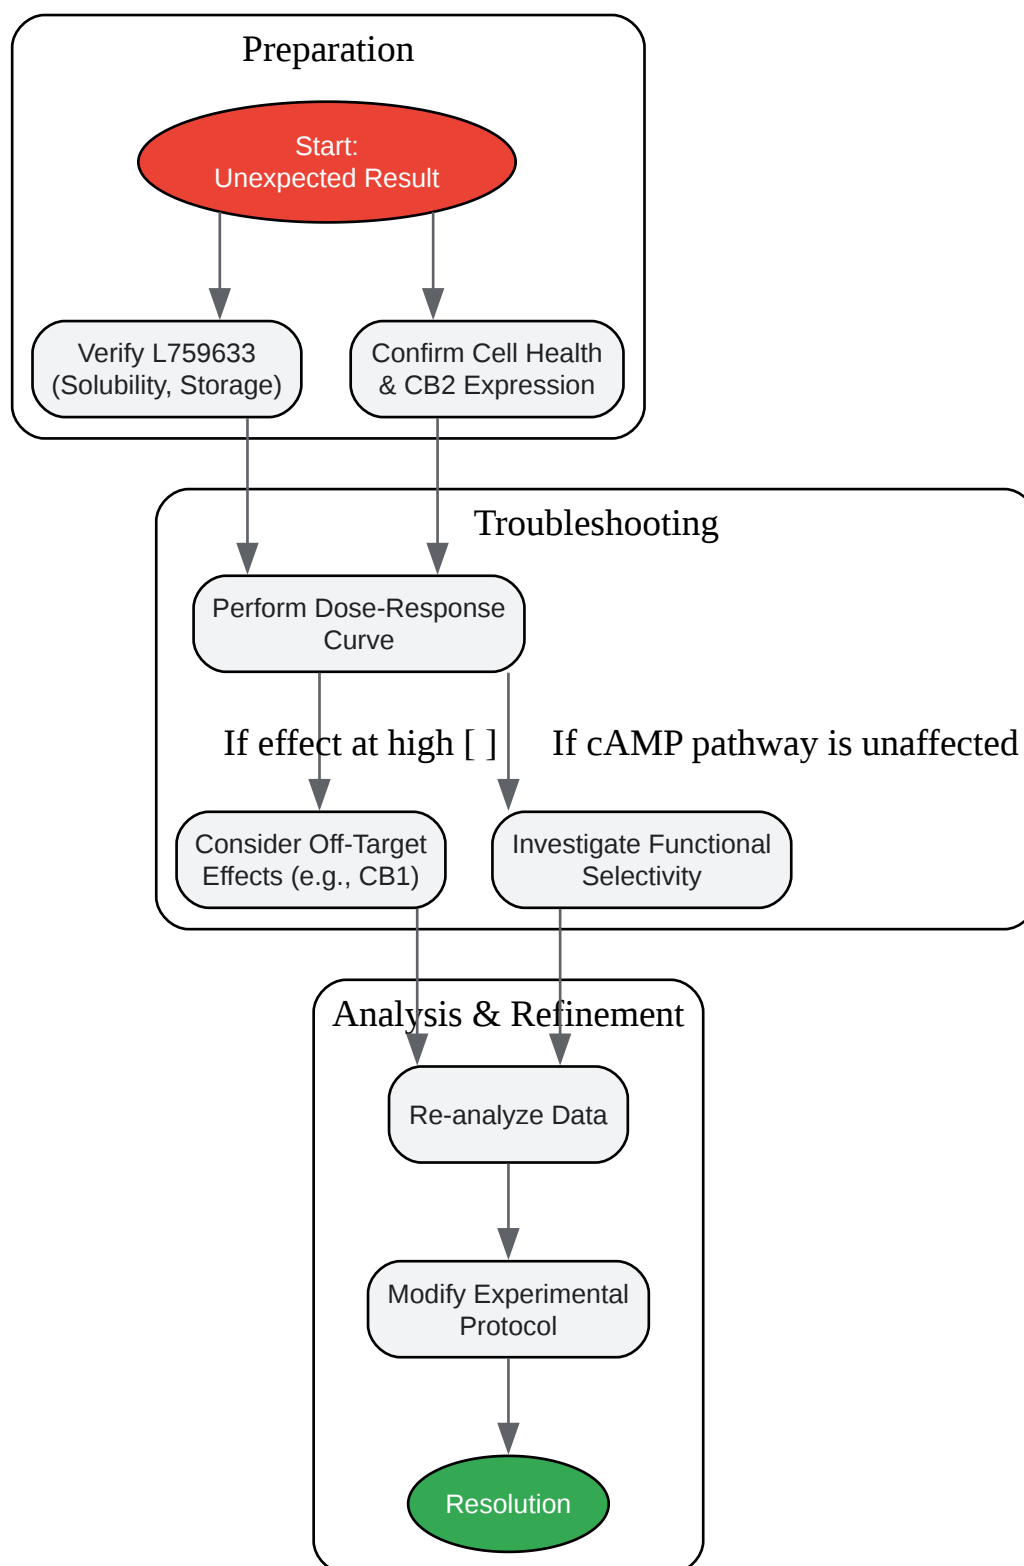 Preparation
Start:
Unexpected Result
Verify L759633
(Solubility, Storage)
Confirm Cell Health
& CB2 Expression
Troubleshooting
Perform Dose-Response
Curve
If effect at high [ ]
If cAMP pathway is unaffected
Consider Off-Target
Effects (e.g., CB1)
Investigate Functional
Selectivity
Analysis & Refinement
Re-analyze Data
Modify Experimental
Protocol
Resolution